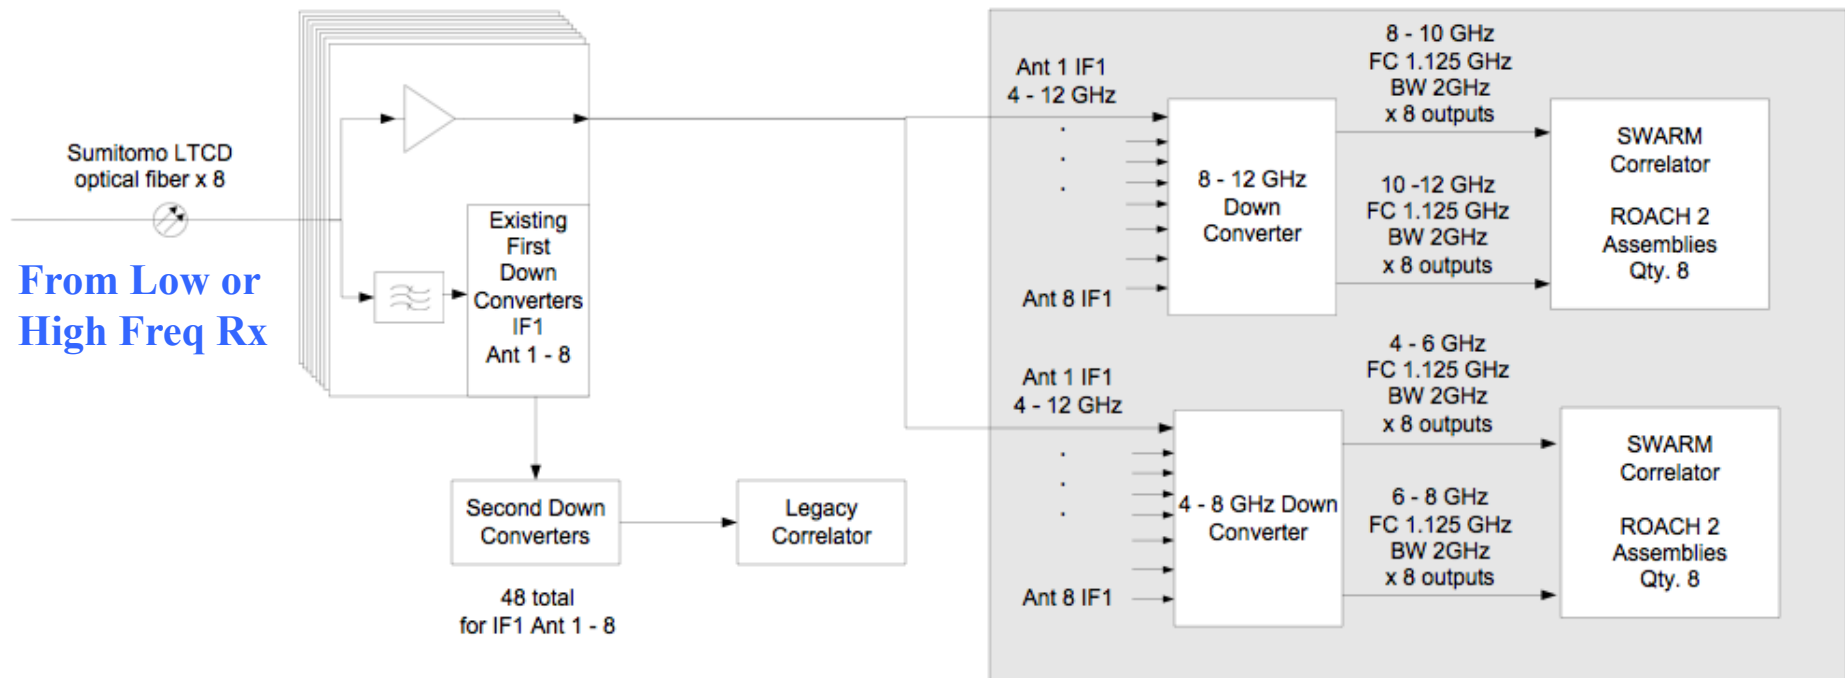 Sumitomo LTCD
optical fiber x 8
From Low or
High Freq Rx
Existing
First
Down
Converters
IF1
Ant 1 - 8
Second Down
Converters
48 total
for IF1 Ant 1 - 8
Legacy
Correlator
Ant 1 IF1
4 - 12 GHz
.
.
.
Ant 8 IF1
8 - 12 GHz
Down
Converter
8 - 10 GHz
FC 1.125 GHz
BW 2GHz
x 8 outputs
10 -12 GHz
FC 1.125 GHz
BW 2GHz
x 8 outputs
SWARM
Correlator
ROACH 2
Assemblies
Qty. 8
Ant 1 IF1
4 - 12 GHz
.
.
.
Ant 8 IF1
4 - 8 GHz Down
Converter
4 - 6 GHz
FC 1.125 GHz
BW 2GHz
x 8 outputs
6 - 8 GHz
FC 1.125 GHz
BW 2GHz
x 8 outputs
SWARM
Correlator
ROACH 2
Assemblies
Qty. 8